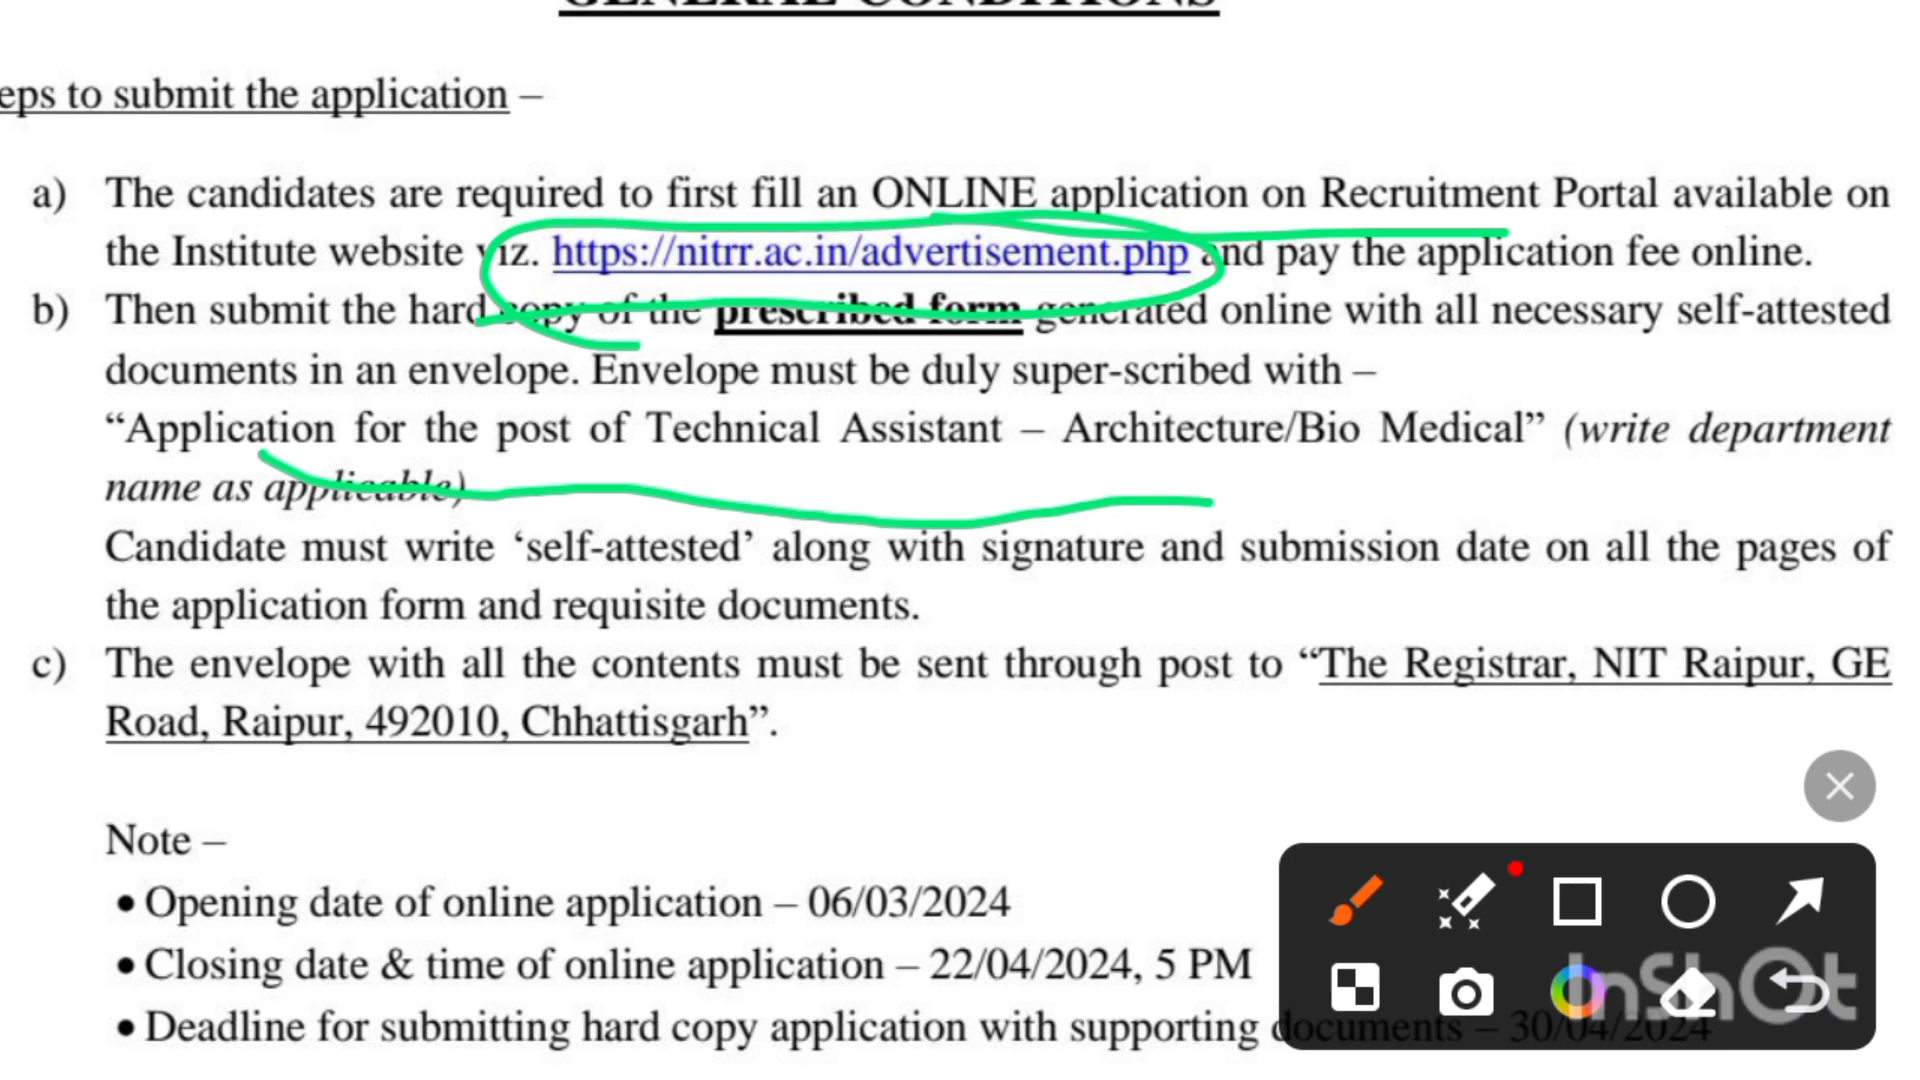 GENERAL CONDITIONS
eps to submit the application –
a) The candidates are required to first fill an ONLINE application on Recruitment Portal available on
the Institute website viz. https://nitrr.ac.in/advertisement.php and pay the application fee online.
b) Then submit the hard copy of the prescribed form generated online with all necessary self-attested
documents in an envelope. Envelope must be duly super-scribed with –
“Application for the post of Technical Assistant – Architecture/Bio Medical” (write department
name as applicable)
Candidate must write ‘self-attested’ along with signature and submission date on all the pages of
the application form and requisite documents.
c) The envelope with all the contents must be sent through post to “The Registrar, NIT Raipur, GE
Road, Raipur, 492010, Chhattisgarh”.
Note –
• Opening date of online application – 06/03/2024
• Closing date & time of online application – 22/04/2024, 5 PM
• Deadline for submitting hard copy application with supporting documents – 30/04/2024
InShOt